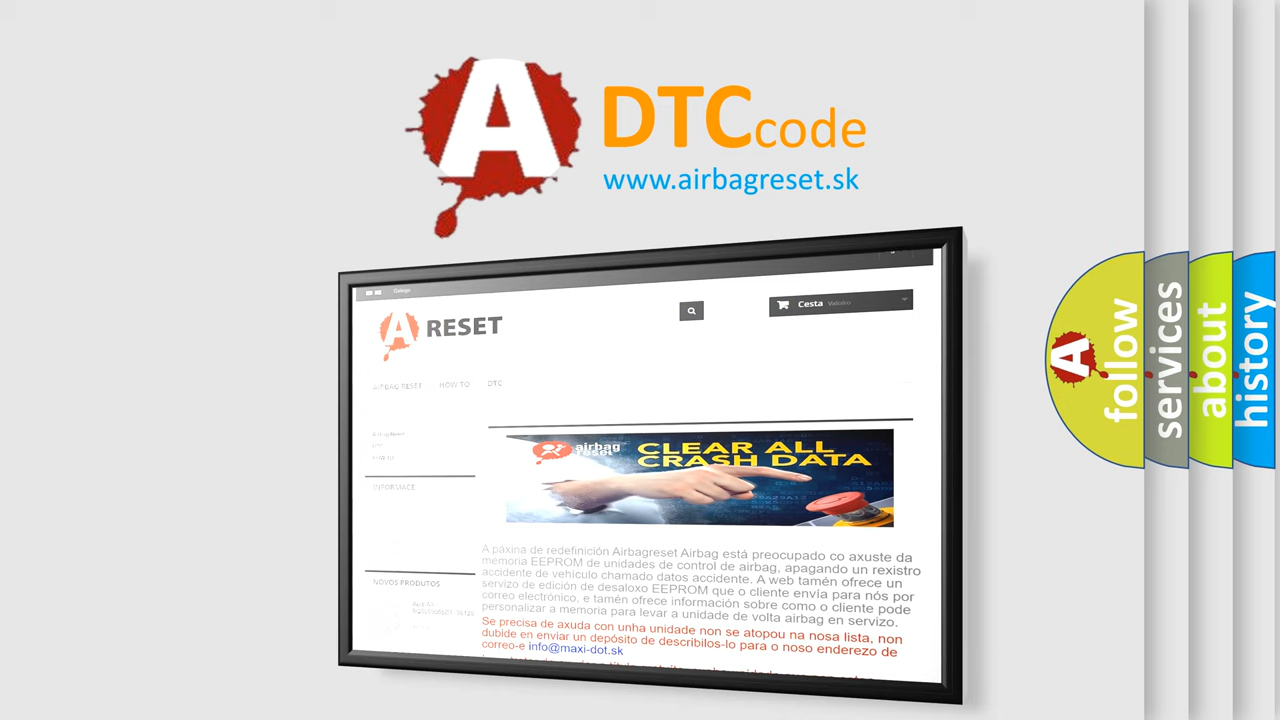 A DTC code
www.airbagreset.sk
Galego
A RESET
Cesta Valeiro
AIRBAG RESET HOW TO DTC
INFORMACE
NOVOS PRODUTOS
airbag
reset
CLEAR ALL
CRASH DATA
A páxina de redefinición Airbagreset Airbag está preocupado co axuste da
memoria EEPROM de unidades de control de airbag, apagando un rexistro
accidente de vehículo chamado datos accidente. A web tamén ofrece un
servizo de edición de desaloxo EEPROM que o cliente envía para nós por
correo electrónico, e tamén ofrece información sobre como o cliente pode
personalizar a memoria para levar a unidade de volta airbag en servizo.
Se precisa de axuda con unha unidade non se atopou na nosa lista, non
dubide en enviar un depósito de describilos-lo para o noso enderezo de
correo-e info@maxi-dot.sk
A follow
services
about
history